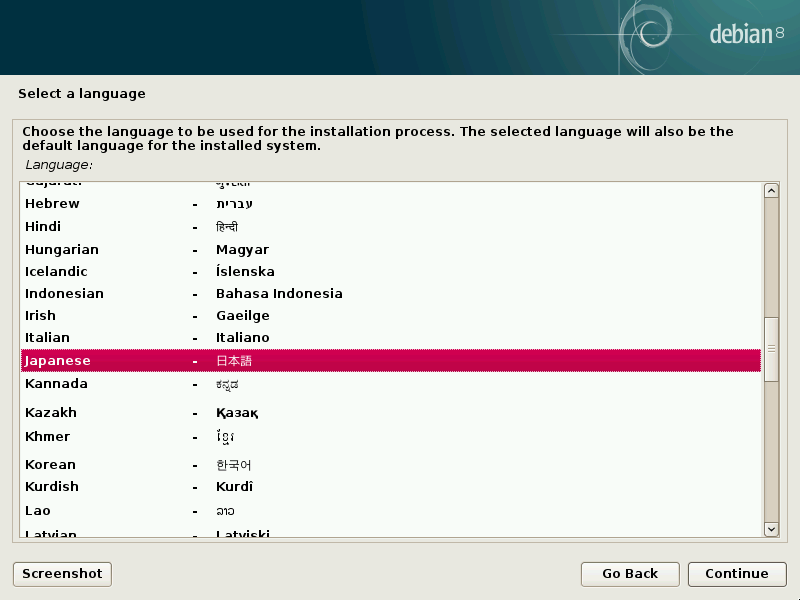 debian 8
Select a language
Choose the language to be used for the installation process. The selected language will also be the
default language for the installed system.
Language:
Hebrew - עברית
Hindi - हिन्दी
Hungarian - Magyar
Icelandic - Íslenska
Indonesian - Bahasa Indonesia
Irish - Gaeilge
Italian - Italiano
Japanese - 日本語
Kannada - ಕನ್ನಡ
Kazakh - Қазақ
Khmer - ខ្មែរ
Korean - 한국어
Kurdish - Kurdî
Lao - ລາວ
Latvian - Latviski
Screenshot Go Back Continue